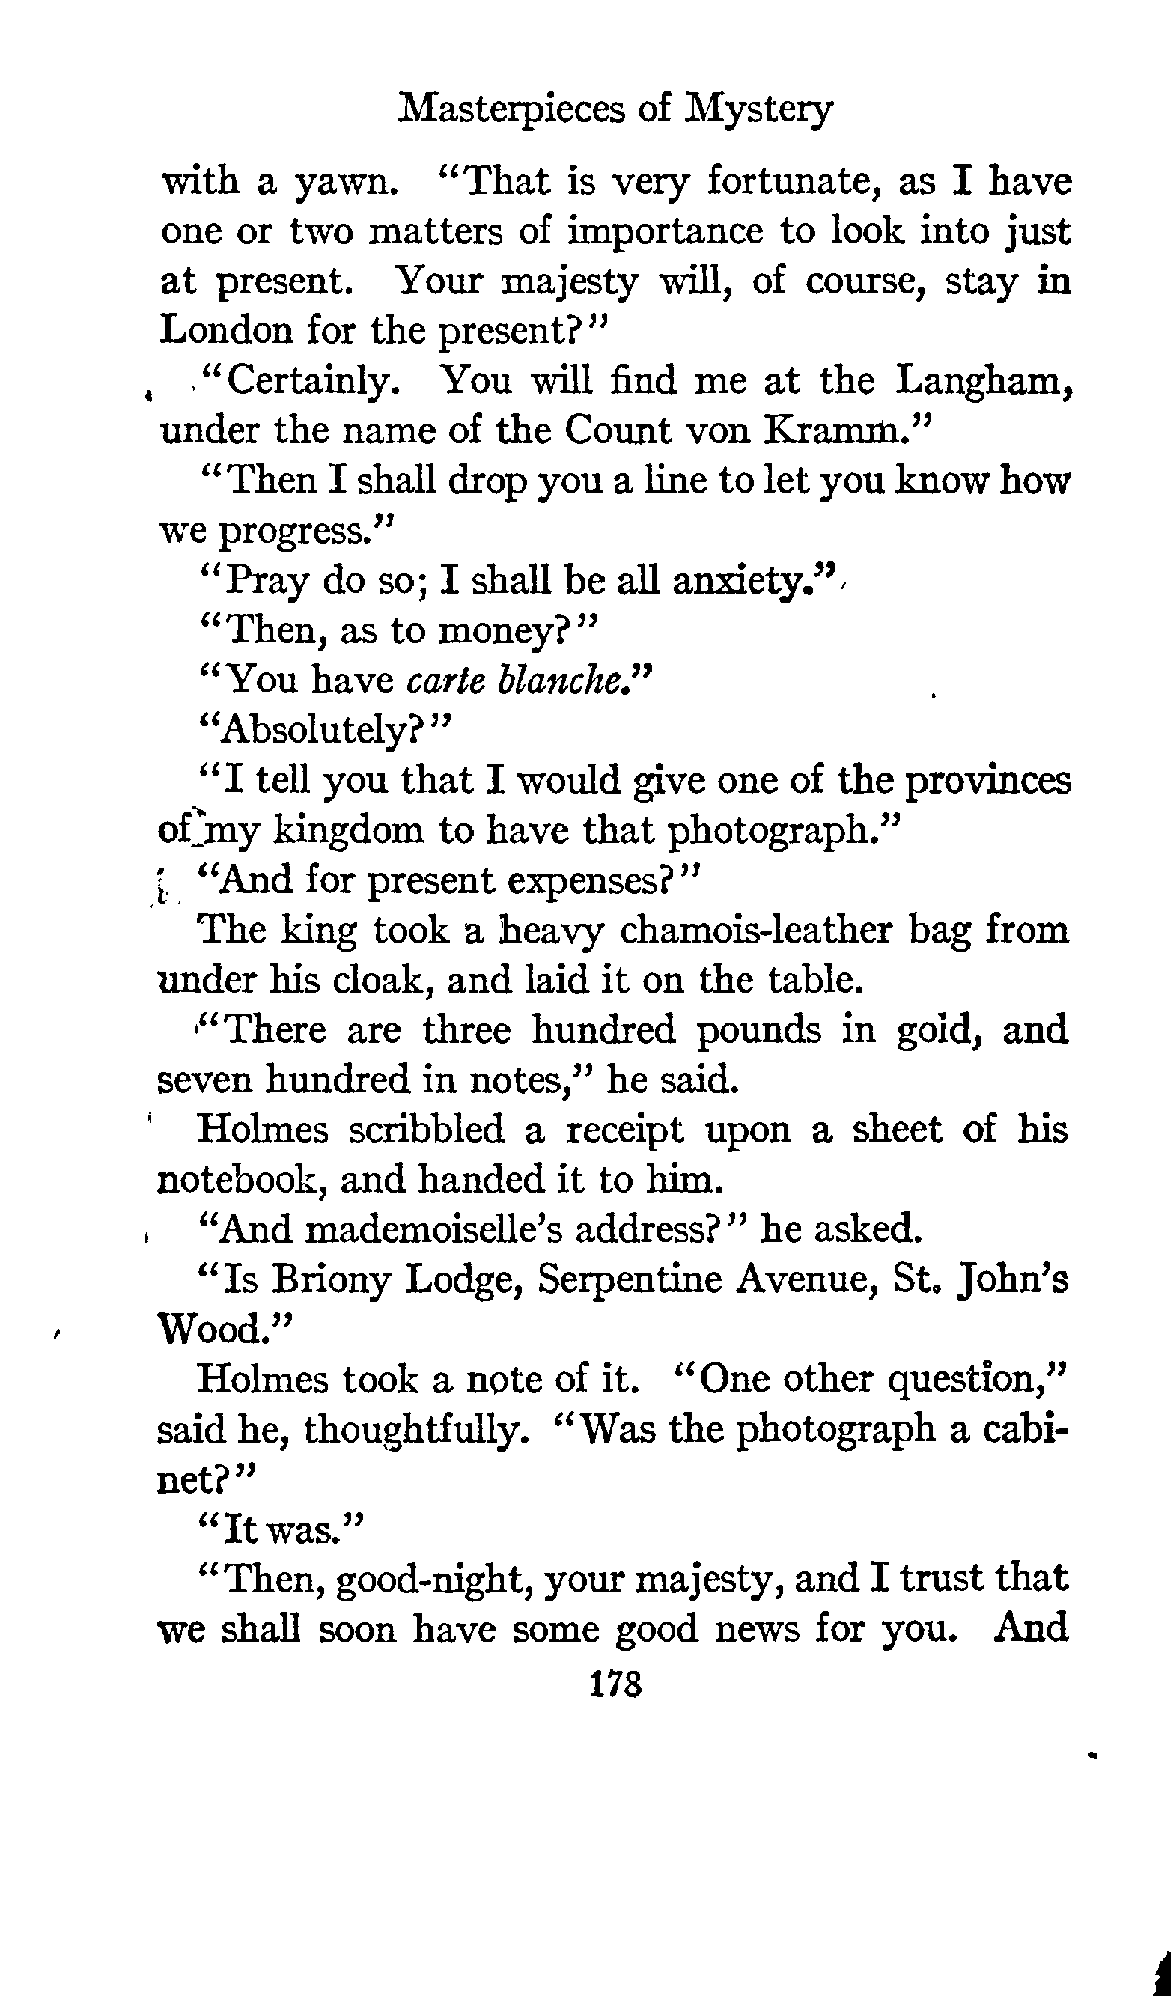 Masterpieces of Mystery
with a yawn. "That is very fortunate, as I have
one or two matters of importance to look into just
at present. Your majesty will, of course, stay in
London for the present?"
"Certainly. You will find me at the Langham,
under the name of the Count von Kramm."
"Then I shall drop you a line to let you know how
we progress."
"Pray do so; I shall be all anxiety."
"Then, as to money?"
"You have carte blanche."
"Absolutely?"
"I tell you that I would give one of the provinces
of my kingdom to have that photograph."
"And for present expenses?"
The king took a heavy chamois-leather bag from
under his cloak, and laid it on the table.
"There are three hundred pounds in gold, and
seven hundred in notes," he said.
Holmes scribbled a receipt upon a sheet of his
notebook, and handed it to him.
"And mademoiselle's address?" he asked.
"Is Briony Lodge, Serpentine Avenue, St. John's
Wood."
Holmes took a note of it. "One other question,"
said he, thoughtfully. "Was the photograph a cabi-
net?"
"It was."
"Then, good-night, your majesty, and I trust that
we shall soon have some good news for you. And
178